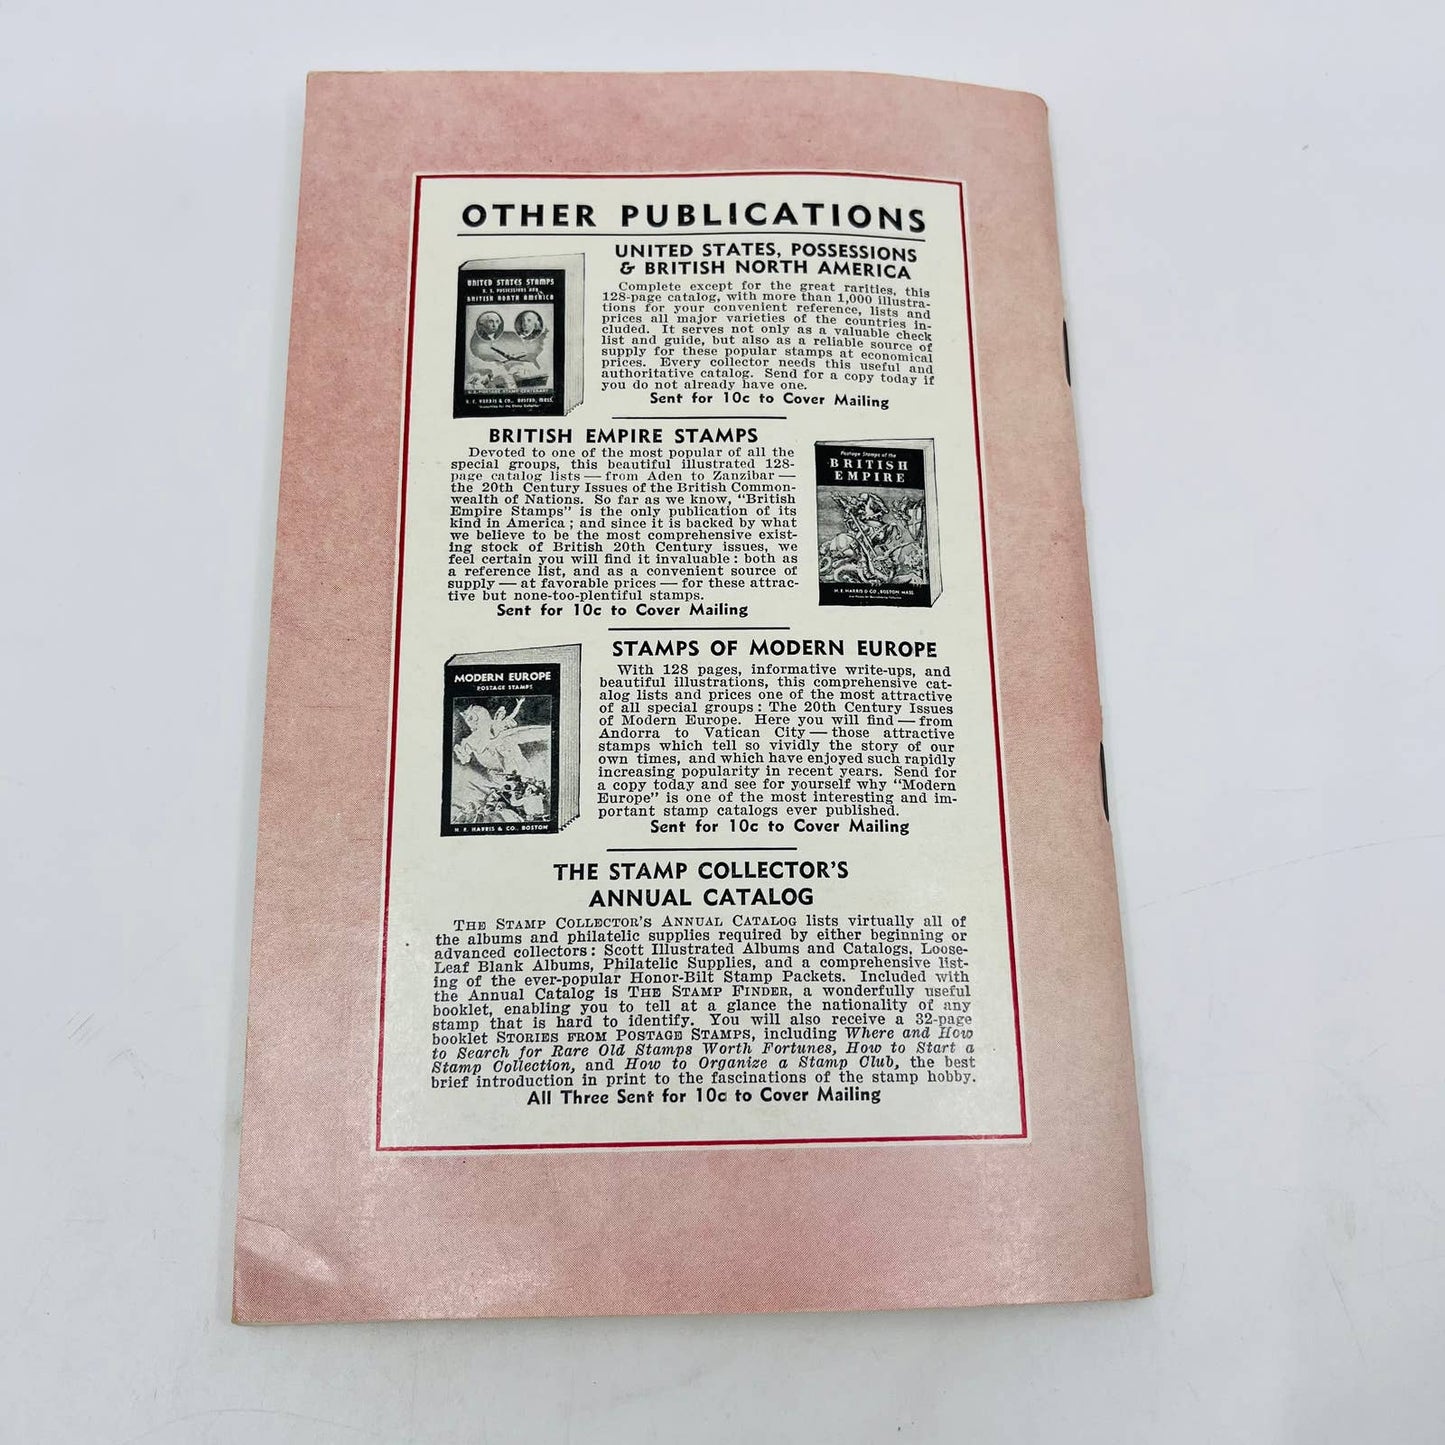 OTHER PUBLICATIONS
UNITED STATES STAMPS
U. S. POSSESSIONS AND
BRITISH NORTH AMERICA
H. E. HARRIS & CO., BOSTON, MASS.
UNITED STATES, POSSESSIONS
& BRITISH NORTH AMERICA
Complete except for the great rarities, this
128-page catalog, with more than 1,000 illustra-
tions for your convenient reference, lists and
prices all major varieties of the countries in-
cluded. It serves not only as a valuable check
list and guide, but also as a reliable source of
supply for these popular stamps at economical
prices. Every collector needs this useful and
authoritative catalog. Send for a copy today if
you do not already have one.
Sent for 10c to Cover Mailing
BRITISH EMPIRE STAMPS
Devoted to one of the most popular of all the
special groups, this beautiful illustrated 128-
page catalog lists — from Aden to Zanzibar —
the 20th Century Issues of the British Common-
wealth of Nations. So far as we know, "British
Empire Stamps" is the only publication of its
kind in America ; and since it is backed by what
we believe to be the most comprehensive exist-
ing stock of British 20th Century issues, we
feel certain you will find it invaluable : both as
a reference list, and as a convenient source of
supply — at favorable prices — for these attrac-
tive but none-too-plentiful stamps.
Sent for 10c to Cover Mailing
Postage Stamps of the
BRITISH
EMPIRE
H. E. HARRIS & CO., BOSTON MASS.
MODERN EUROPE
POSTAGE STAMPS
H. E. HARRIS & CO., BOSTON
STAMPS OF MODERN EUROPE
With 128 pages, informative write-ups, and
beautiful illustrations, this comprehensive cat-
alog lists and prices one of the most attractive
of all special groups : The 20th Century Issues
of Modern Europe. Here you will find — from
Andorra to Vatican City — those attractive
stamps which tell so vividly the story of our
own times, and which have enjoyed such rapidly
increasing popularity in recent years. Send for
a copy today and see for yourself why "Modern
Europe" is one of the most interesting and im-
portant stamp catalogs ever published.
Sent for 10c to Cover Mailing
THE STAMP COLLECTOR'S
ANNUAL CATALOG
THE STAMP COLLECTOR'S ANNUAL CATALOG lists virtually all of
the albums and philatelic supplies required by either beginning or
advanced collectors : Scott Illustrated Albums and Catalogs, Loose-
Leaf Blank Albums, Philatelic Supplies, and a comprehensive list-
ing of the ever-popular Honor-Bilt Stamp Packets. Included with
the Annual Catalog is THE STAMP FINDER, a wonderfully useful
booklet, enabling you to tell at a glance the nationality of any
stamp that is hard to identify. You will also receive a 32-page
booklet STORIES FROM POSTAGE STAMPS, including Where and How
to Search for Rare Old Stamps Worth Fortunes, How to Start a
Stamp Collection, and How to Organize a Stamp Club, the best
brief introduction in print to the fascinations of the stamp hobby.
All Three Sent for 10c to Cover Mailing